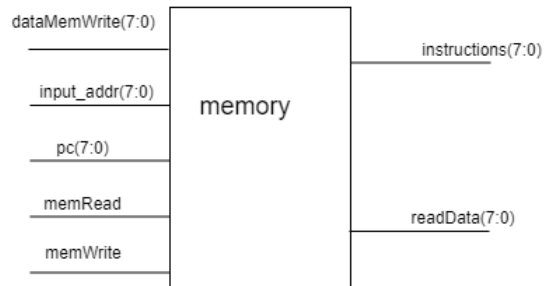 dataMemWrite(7:0)
input_addr(7:0)
pc(7:0)
memRead
memWrite
memory
instructions(7:0)
readData(7:0)